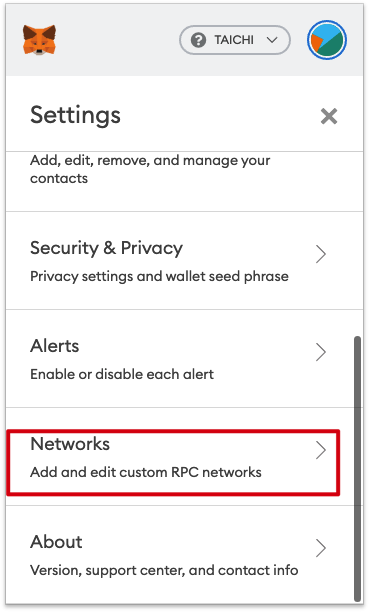 TAICHI
Settings
Add, edit, remove, and manage your
contacts
Security & Privacy
Privacy settings and wallet seed phrase
Alerts
Enable or disable each alert
Networks
Add and edit custom RPC networks
About
Version, support center, and contact info